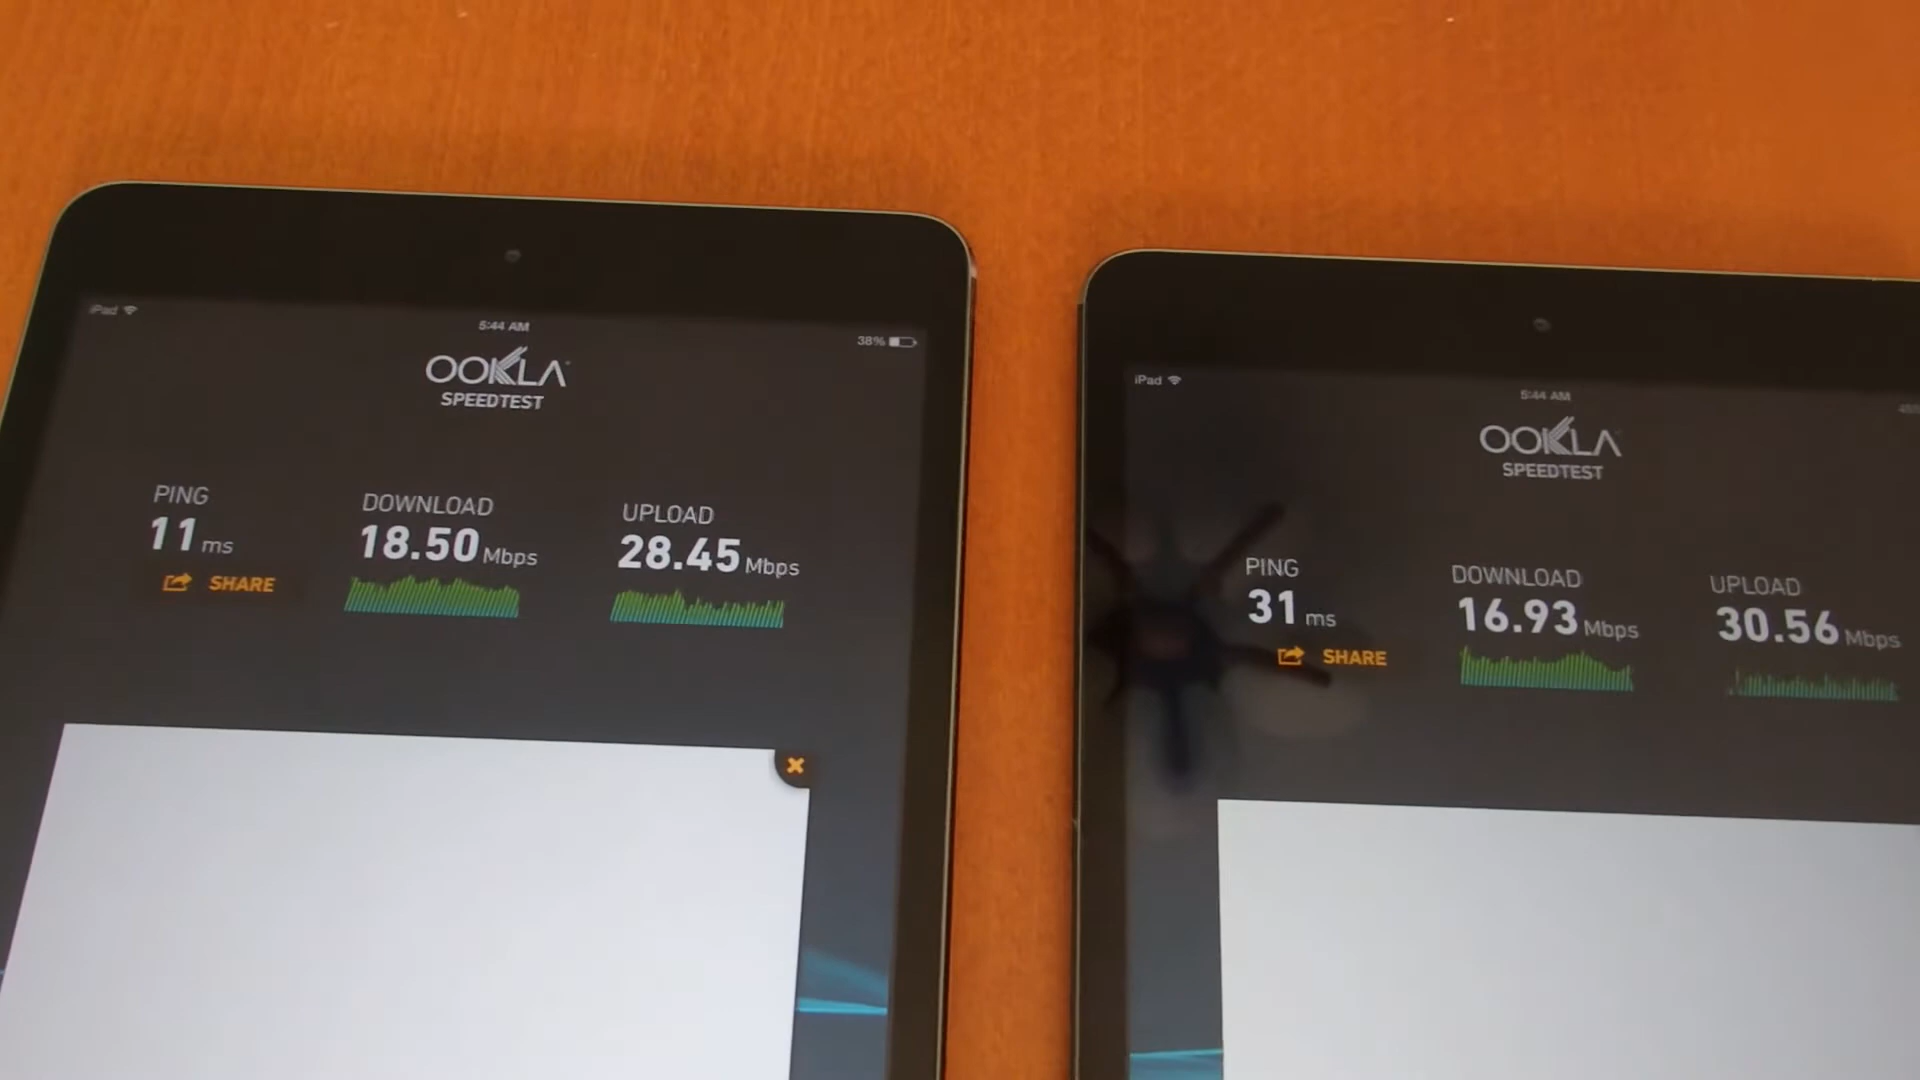 iPad
5:44 AM
38%
OOKLA
SPEEDTEST
PING
11 ms
SHARE
DOWNLOAD
18.50 Mbps
UPLOAD
28.45 Mbps
iPad
5:44 AM
OOKLA
SPEEDTEST
PING
31 ms
SHARE
DOWNLOAD
16.93 Mbps
UPLOAD
30.56 Mbps